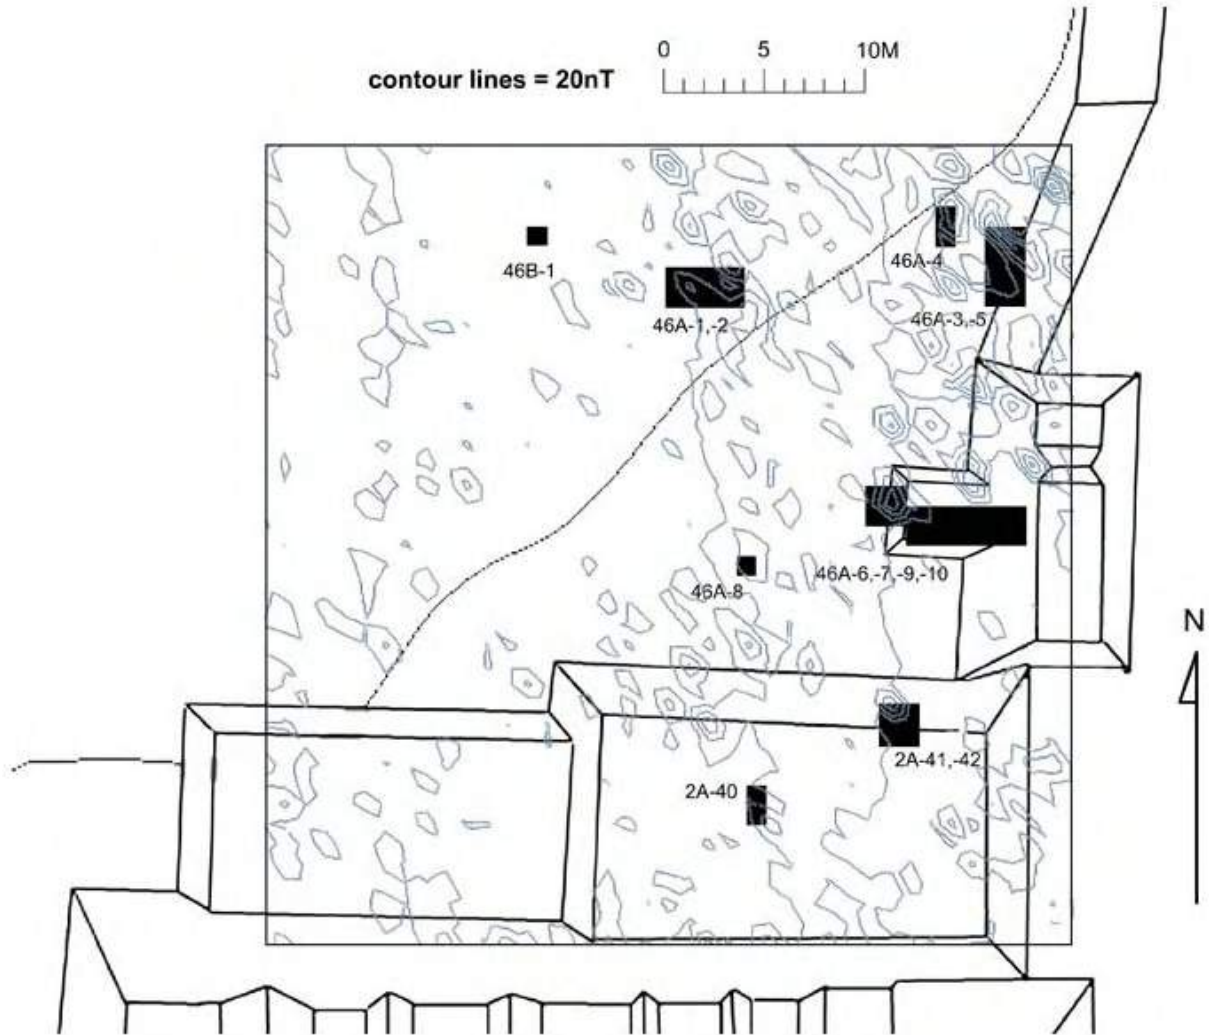 0 5 10M
contour lines = 20nT
46B-1
46A-4
46A-1,-2
46A-3,-5
46A-6,-7,-9,-10
46A-8
N
2A-41,-42
2A-40